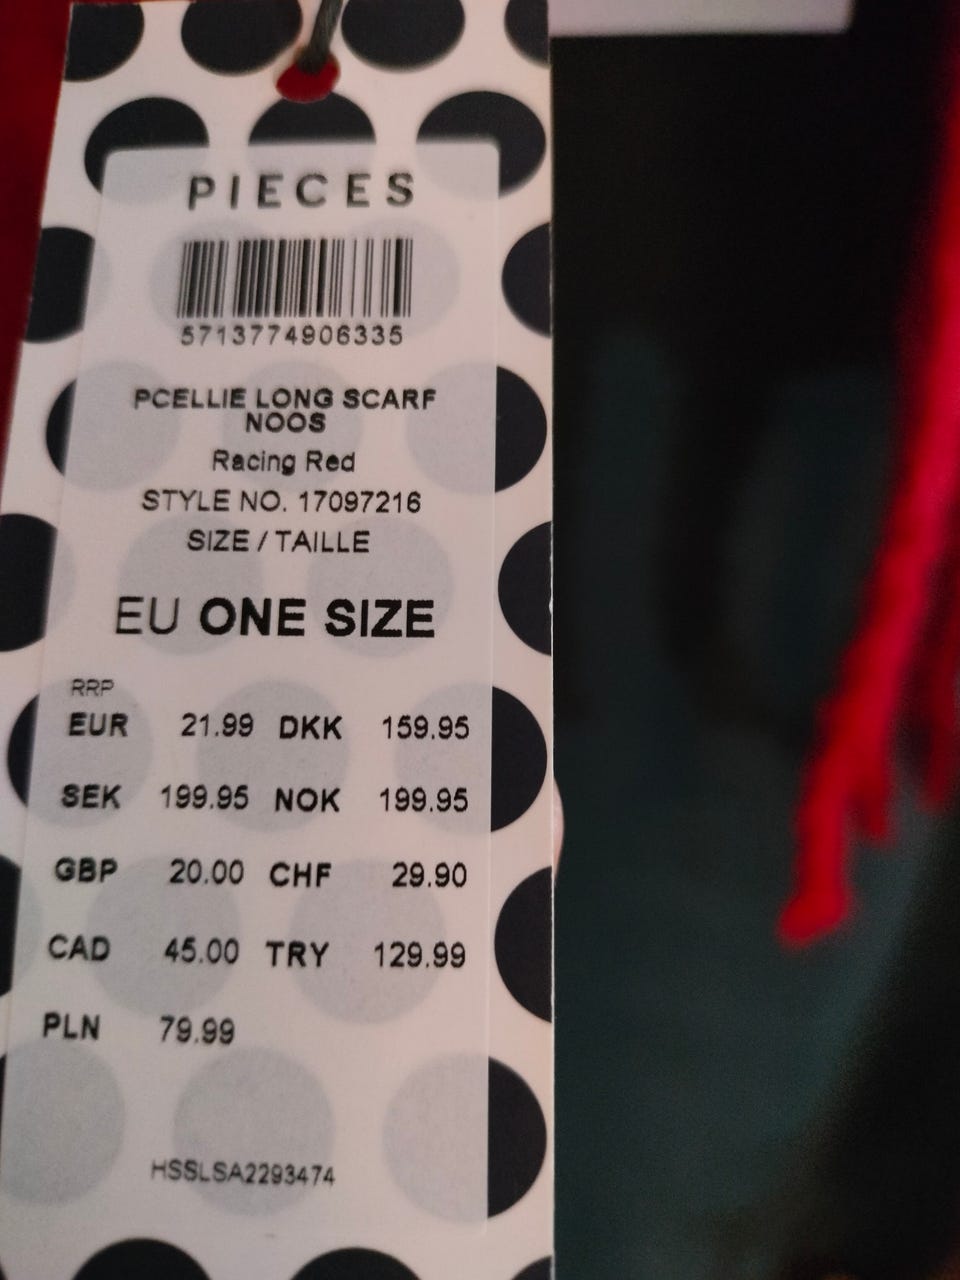 PIECES
5713774906335
PCELLIE LONG SCARF
NOOS
Racing Red
STYLE NO. 17097216
SIZE / TAILLE
EU ONE SIZE
RRP
EUR 21.99 DKK 159.95
SEK 199.95 NOK 199.95
GBP 20.00 CHF 29.90
CAD 45.00 TRY 129.99
PLN 79.99
HSSLSA2293474